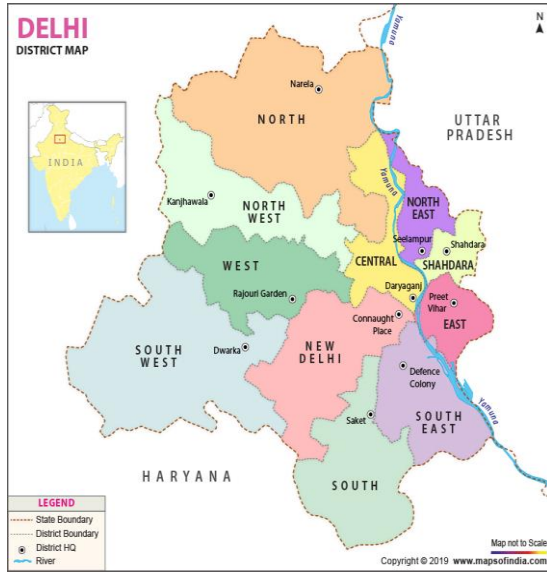 DELHI
DISTRICT MAP
Yamuna
N
Narela
NORTH
UTTAR
PRADESH
INDIA
Yamuna
Kanjhawala
NORTH
WEST
NORTH
EAST
Seelampur
Shahdara
WEST
CENTRAL
SHAHDARA
Rajouri Garden
Daryaganj
Preet
Vihar
Connaught
Place
EAST
SOUTH
WEST
Dwarka
NEW
DELHI
Defence
Colony
Yamuna
Saket
SOUTH
EAST
HARYANA
SOUTH
LEGEND
State Boundary
District Boundary
District HQ
River
Map not to Scale
Copyright © 2019 www.mapsofindia.com